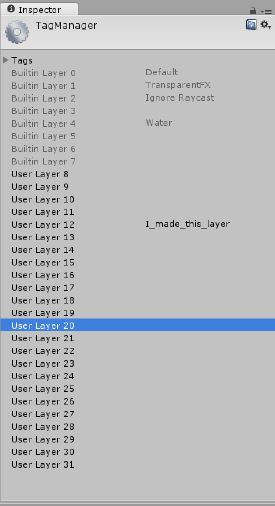 Inspector
TagManager
Tags
Builtin Layer 0 Default
Builtin Layer 1 TransparentFX
Builtin Layer 2 Ignore Raycast
Builtin Layer 3
Builtin Layer 4 Water
Builtin Layer 5
Builtin Layer 6
Builtin Layer 7
User Layer 8
User Layer 9
User Layer 10
User Layer 11
User Layer 12 I_made_this_layer
User Layer 13
User Layer 14
User Layer 15
User Layer 16
User Layer 17
User Layer 18
User Layer 19
User Layer 20
User Layer 21
User Layer 22
User Layer 23
User Layer 24
User Layer 25
User Layer 26
User Layer 27
User Layer 28
User Layer 29
User Layer 30
User Layer 31